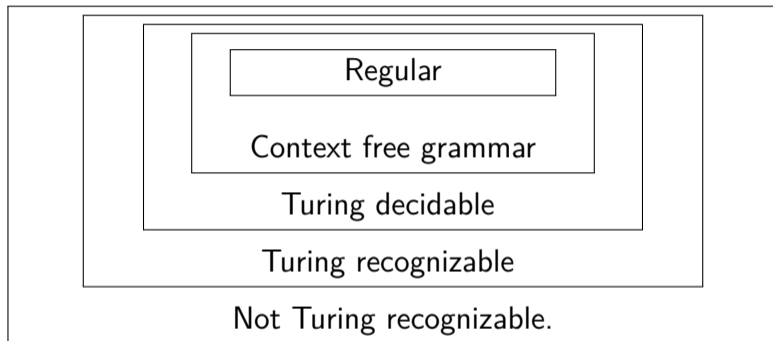 Regular
Context free grammar
Turing decidable
Turing recognizable
Not Turing recognizable.